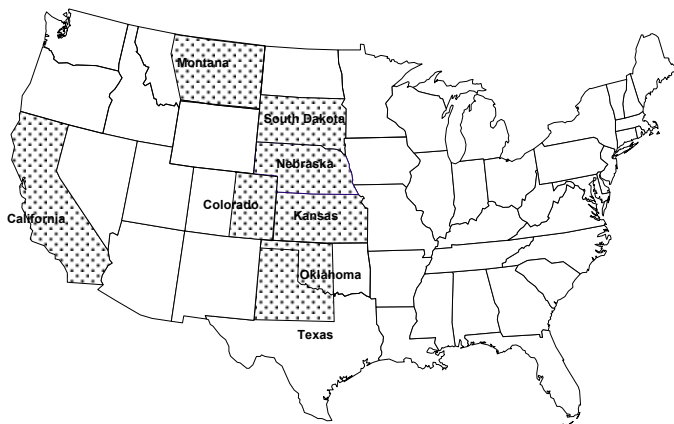 Montana
South Dakota
Nebraska
Colorado
California
Kansas
Oklahoma
Texas